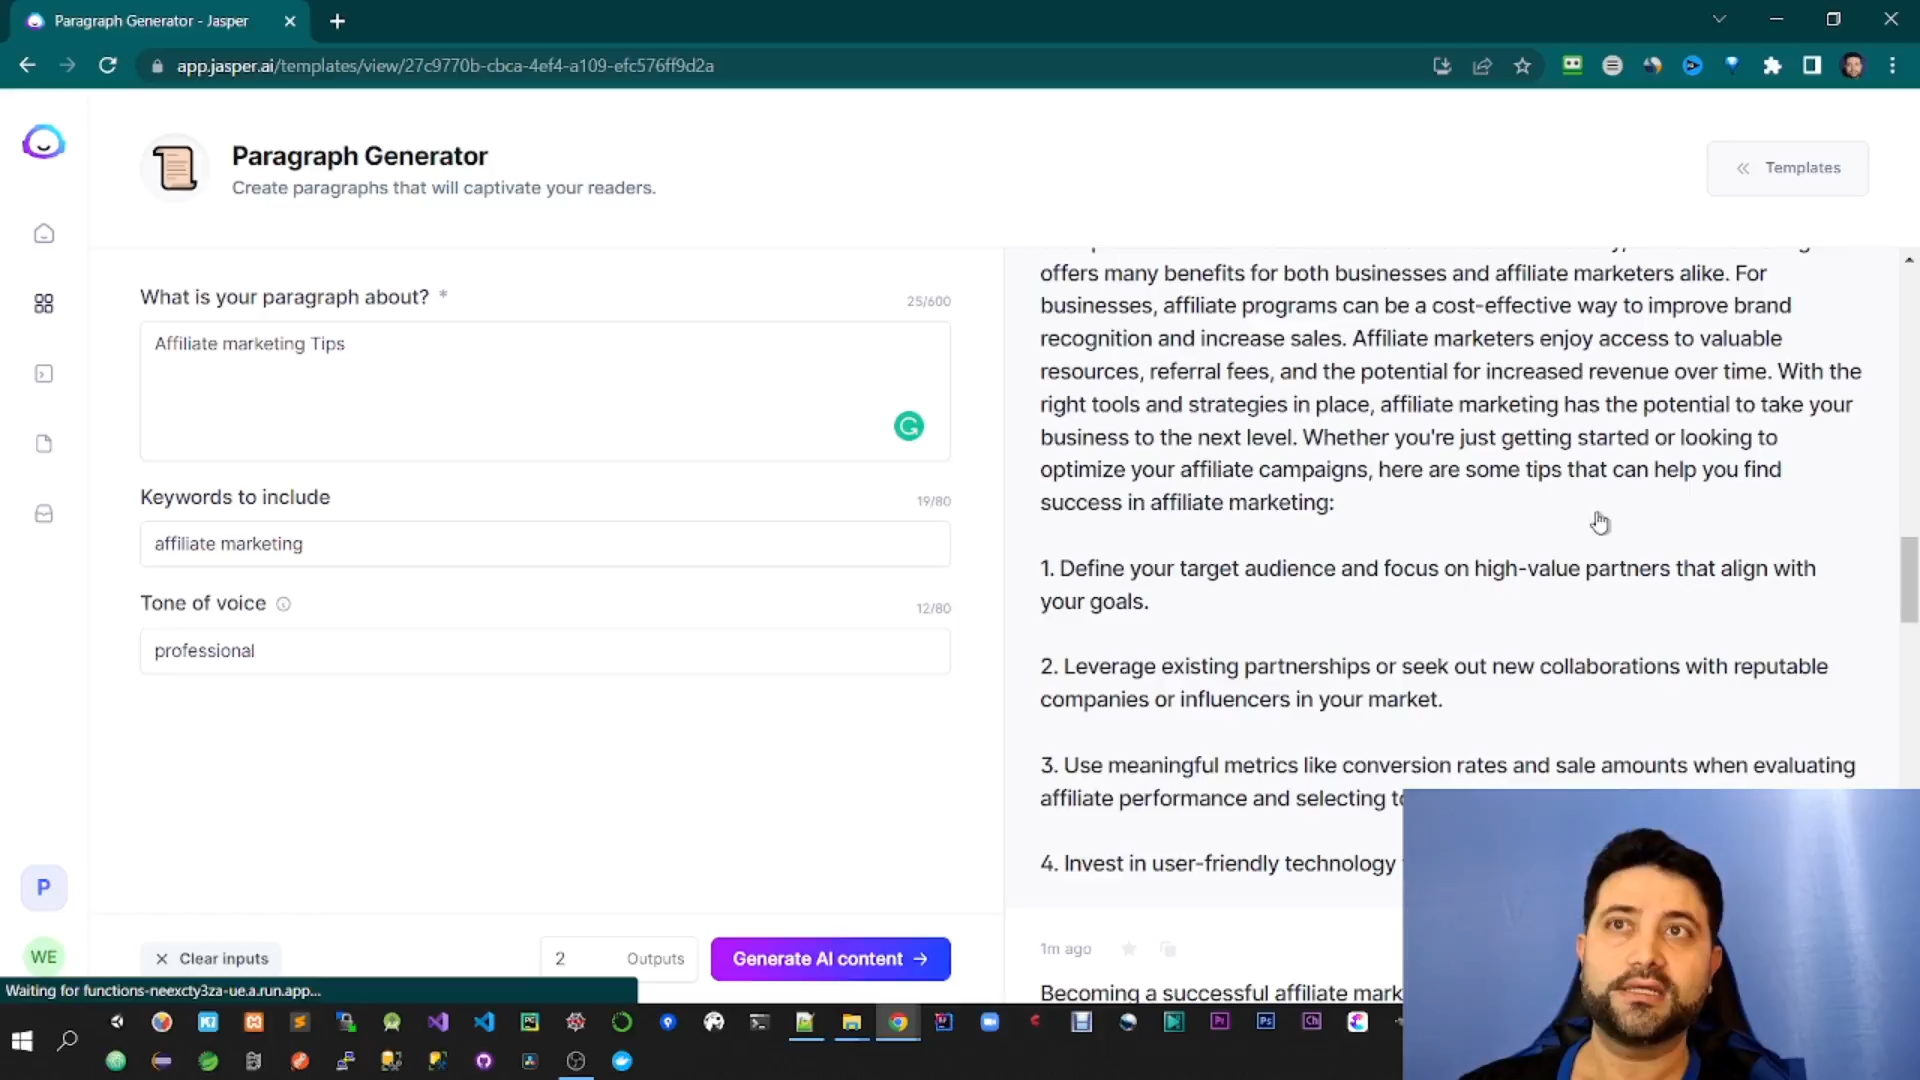 Paragraph Generator - Jasper
app.jasper.ai/templates/view/27c9770b-cbca-4ef4-a109-efc576ff9d2a
Paragraph Generator
Create paragraphs that will captivate your readers.
Templates
What is your paragraph about? *
25/600
Affiliate marketing Tips
Keywords to include
19/80
affiliate marketing
Tone of voice
12/80
professional
Clear inputs
2 Outputs
Generate AI content
P
WE
Waiting for functions-neexcty3za-ue.a.run.app...
offers many benefits for both businesses and affiliate marketers alike. For
businesses, affiliate programs can be a cost-effective way to improve brand
recognition and increase sales. Affiliate marketers enjoy access to valuable
resources, referral fees, and the potential for increased revenue over time. With the
right tools and strategies in place, affiliate marketing has the potential to take your
business to the next level. Whether you're just getting started or looking to
optimize your affiliate campaigns, here are some tips that can help you find
success in affiliate marketing:
1. Define your target audience and focus on high-value partners that align with
your goals.
2. Leverage existing partnerships or seek out new collaborations with reputable
companies or influencers in your market.
3. Use meaningful metrics like conversion rates and sale amounts when evaluating
affiliate performance and selecting
4. Invest in user-friendly technology
1m ago
Becoming a successful affiliate mark